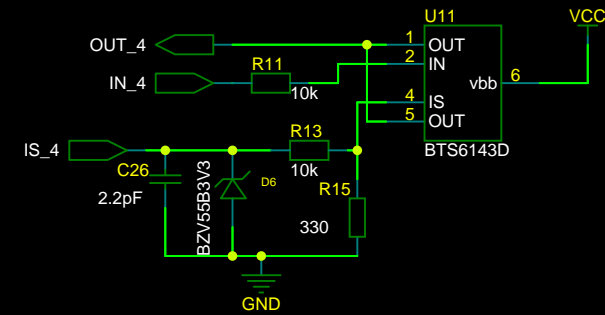 U11
VCC
OUT_4
1
OUT
R11
2
IN
IN_4
10k
vbb
6
4
IS
5
OUT
R13
BTS6143D
IS_4
C26
10k
D6
R15
2.2pF
BZV55B3V3
330
GND